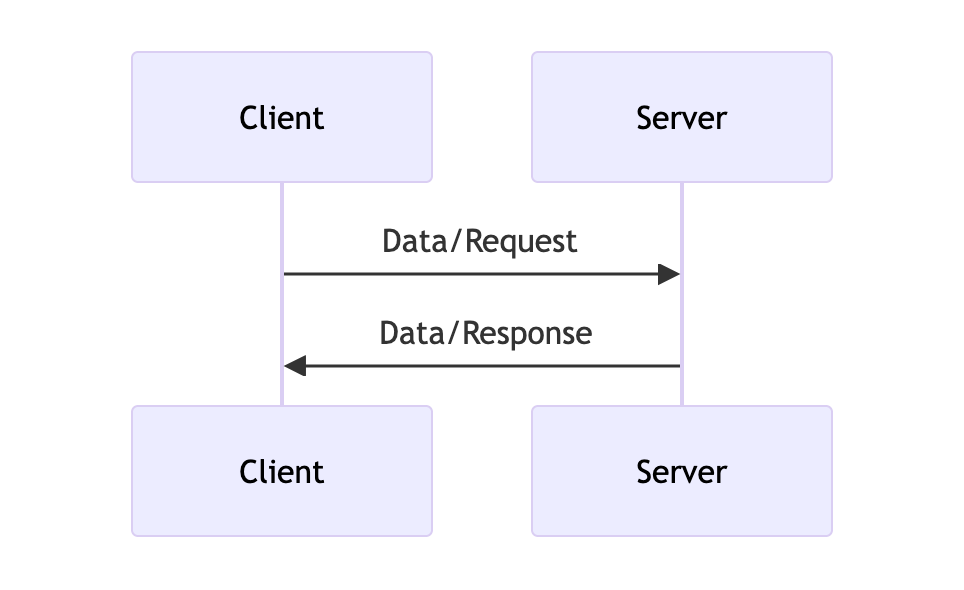 Client
Server
Data/Request
Data/Response
Client
Server